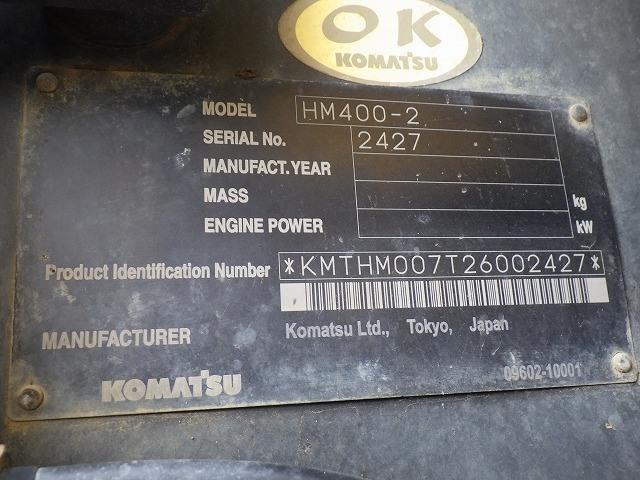 OK
KOMATSU
MODEL HM400-2
SERIAL No. 2427
MANUFACT.YEAR
MASS kg
ENGINE POWER kW
Product Identification Number *KMTHM007T26002427*
MANUFACTURER Komatsu Ltd., Tokyo, Japan
KOMATSU 09602-10001